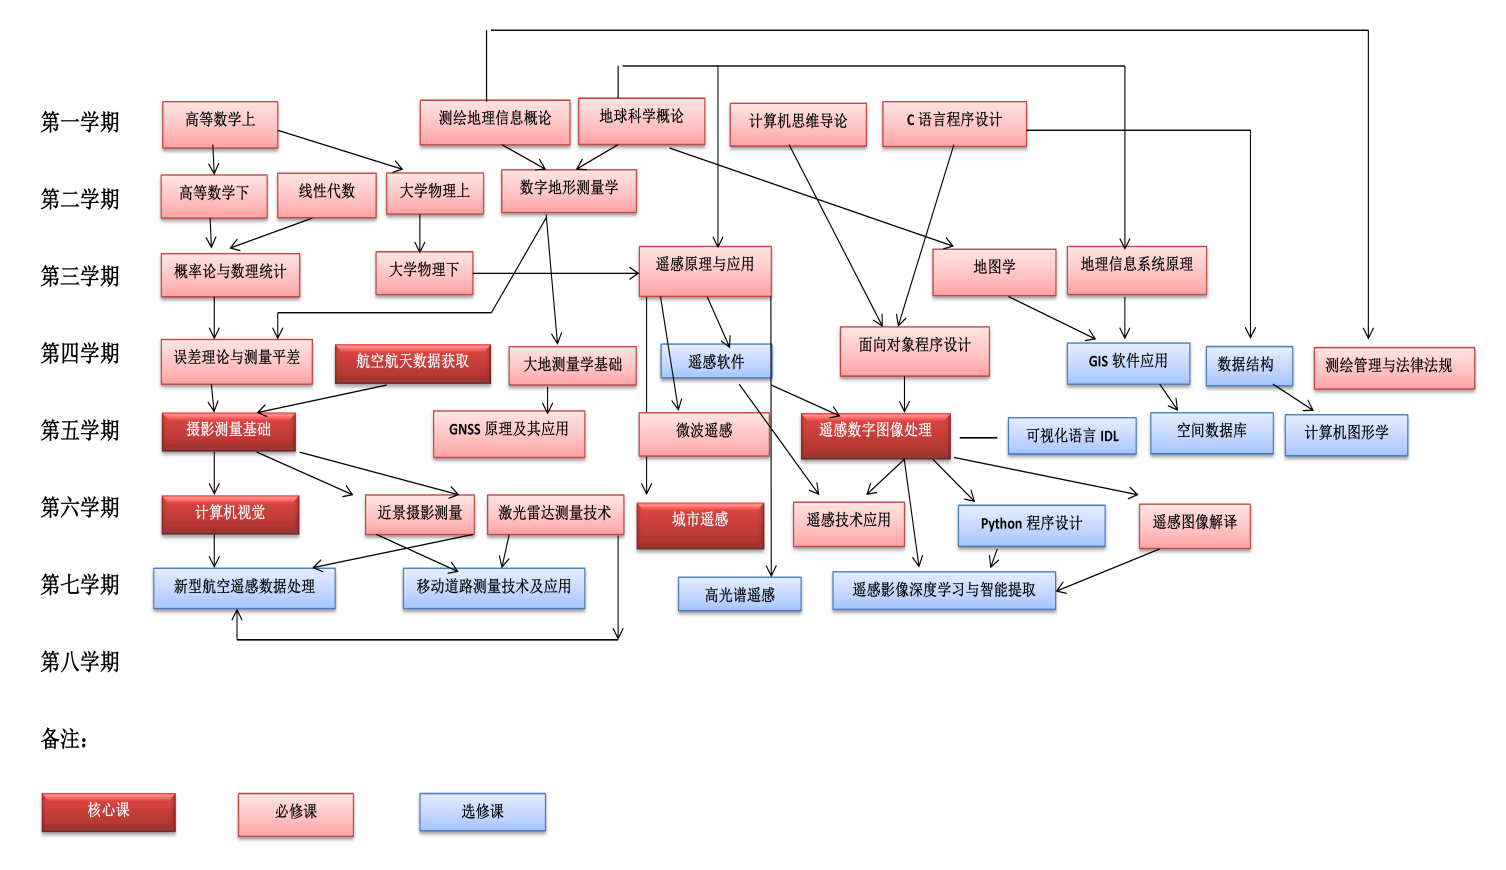 第一学期
高等数学上
测绘地理信息概论
地球科学概论
计算机思维导论
C 语言程序设计
第二学期
高等数学下
线性代数
大学物理上
数字地形测量学
第三学期
概率论与数理统计
大学物理下
遥感原理与应用
地图学
地理信息系统原理
第四学期
误差理论与测量平差
航空航天数据获取
大地测量学基础
遥感软件
面向对象程序设计
GIS 软件应用
数据结构
测绘管理与法律法规
第五学期
摄影测量基础
GNSS 原理及其应用
微波遥感
遥感数字图像处理
可视化语言 IDL
空间数据库
计算机图形学
第六学期
计算机视觉
近景摄影测量
激光雷达测量技术
城市遥感
遥感技术应用
Python 程序设计
遥感图像解译
第七学期
新型航空遥感数据处理
移动道路测量技术及应用
高光谱遥感
遥感影像深度学习与智能提取
第八学期
备注：
核心课
必修课
选修课